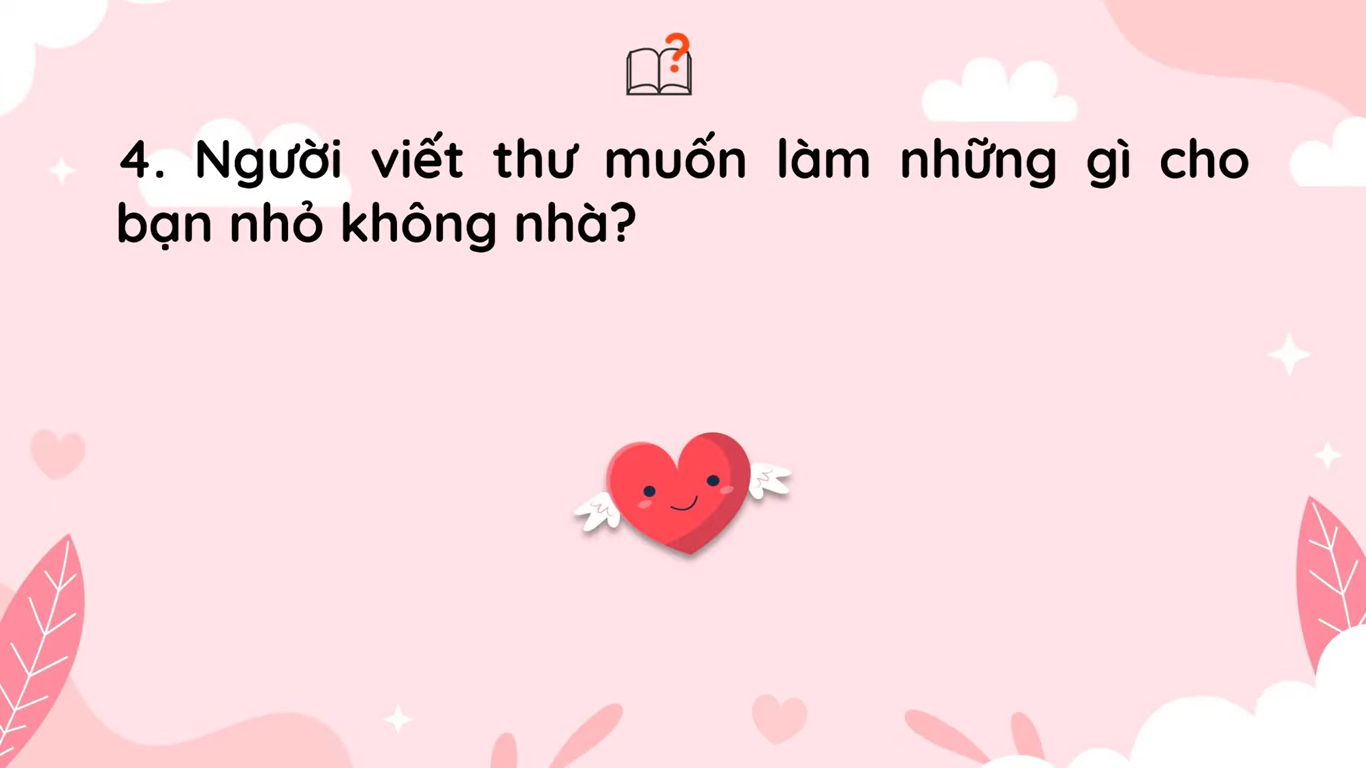 4. Người viết thư muốn làm những gì cho
bạn nhỏ không nhà?